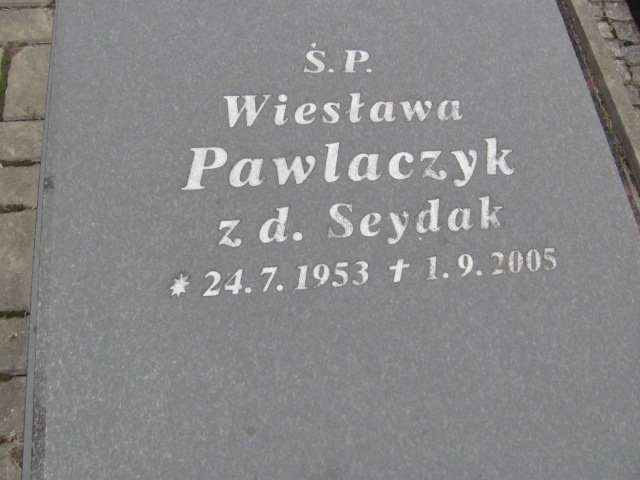 Ś. P.
Wiesława
Pawlaczyk
z d. Seydak
* 24. 7. 1953 ✝ 1. 9. 2005